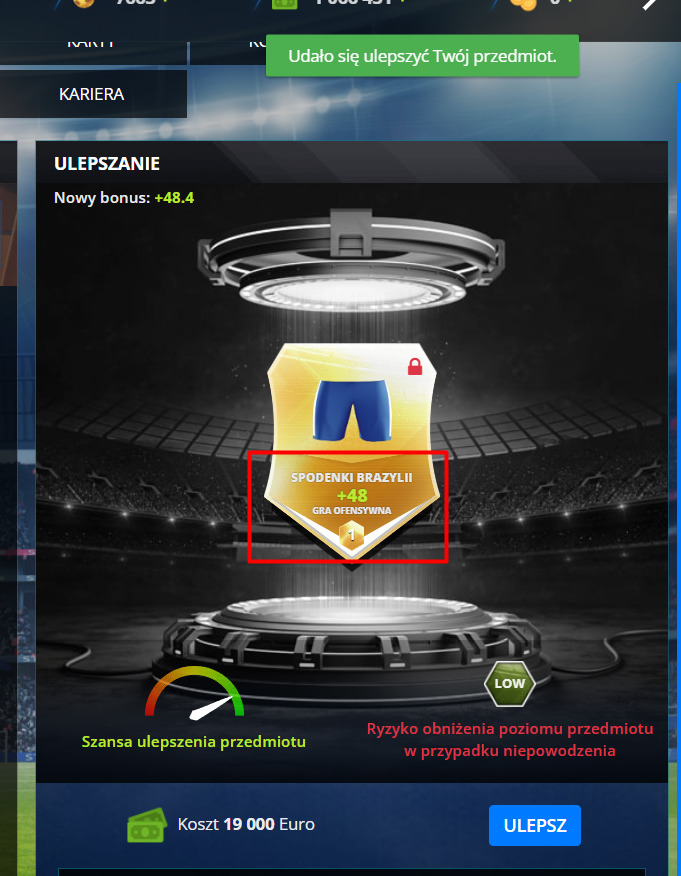 Udało się ulepszyć Twój przedmiot.
KARIERA
ULEPSZANIE
Nowy bonus: +48.4
SPODENKI BRAZYLII
+48
GRA OFENSYWNA
1
LOW
Szansa ulepszenia przedmiotu
Ryzyko obniżenia poziomu przedmiotu
w przypadku niepowodzenia
Koszt 19 000 Euro
ULEPSZ